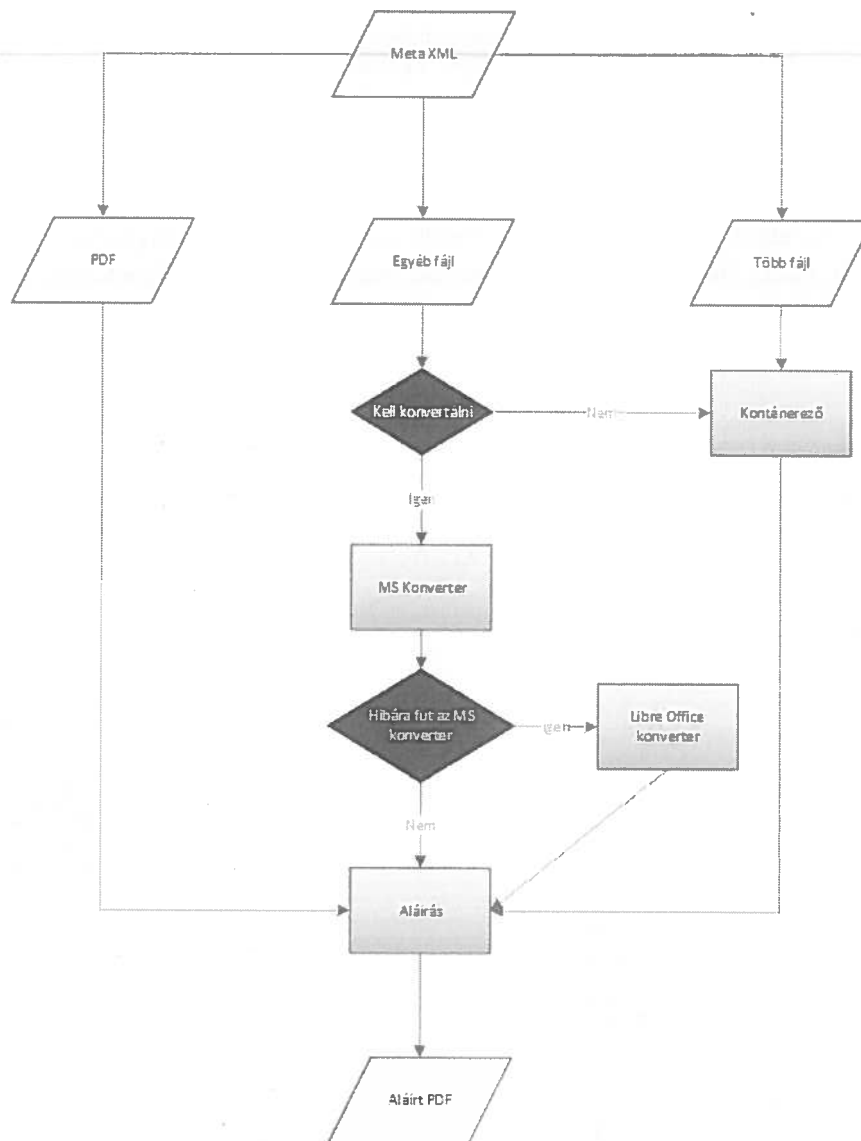 Meta XML
PDF
Egyéb fájl
Több fájl
Kell konvertálni
Nem
Konténerező
Igen
MS Konverter
Hibára fut az MS
konverter
Igen
Libre Office
konverter
Nem
Aláírás
Aláírt PDF